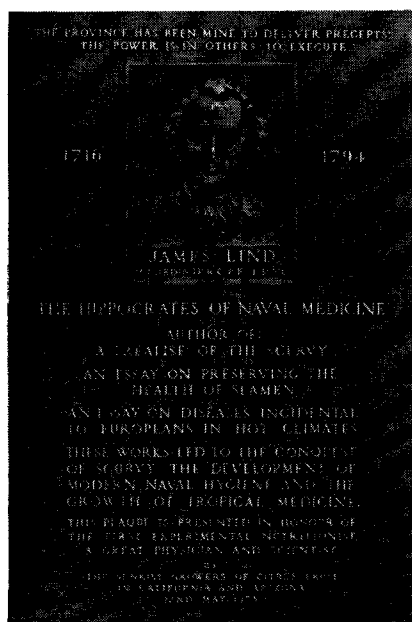 THE PROVINCE HAS BEEN MINE TO DELIVER PRECEPTS
THE POWER IS IN OTHERS TO EXECUTE
1716
1794
JAMES LIND
THE HIPPOCRATES OF NAVAL MEDICINE
AUTHOR OF
A TREATISE OF THE SCURVY
AN ESSAY ON PRESERVING THE
HEALTH OF SEAMEN
AN ESSAY ON DISEASES INCIDENTAL
TO EUROPEANS IN HOT CLIMATES
THESE WORKS LED TO THE CONQUEST
OF SCURVY THE DEVELOPMENT OF
MODERN NAVAL HYGIENE AND THE
GROWTH OF TROPICAL MEDICINE.
THIS PLAQUE IS PRESENTED IN HONOUR OF
THE FIRST EXPERIMENTAL NUTRITIONIST
A GREAT PHYSICIAN AND SCIENTIST
BY
THE SUNKIST GROWERS OF CITRUS FRUIT
IN CALIFORNIA AND ARIZONA